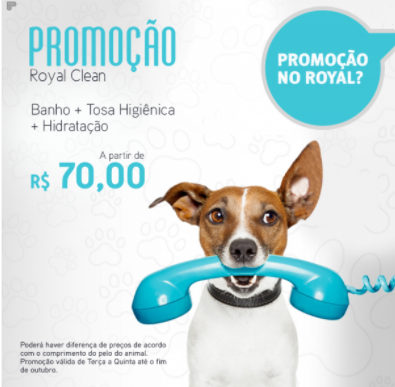 PROMOÇÃO
Royal Clean
PROMOÇÃO
NO ROYAL?
Banho + Tosa Higiênica
+ Hidratação
A partir de
R$ 70,00
Poderá haver diferença de preços de acordo
com o comprimento do pelo do animal.
Promoção válida de Terça a Quinta até o fim
de outubro.